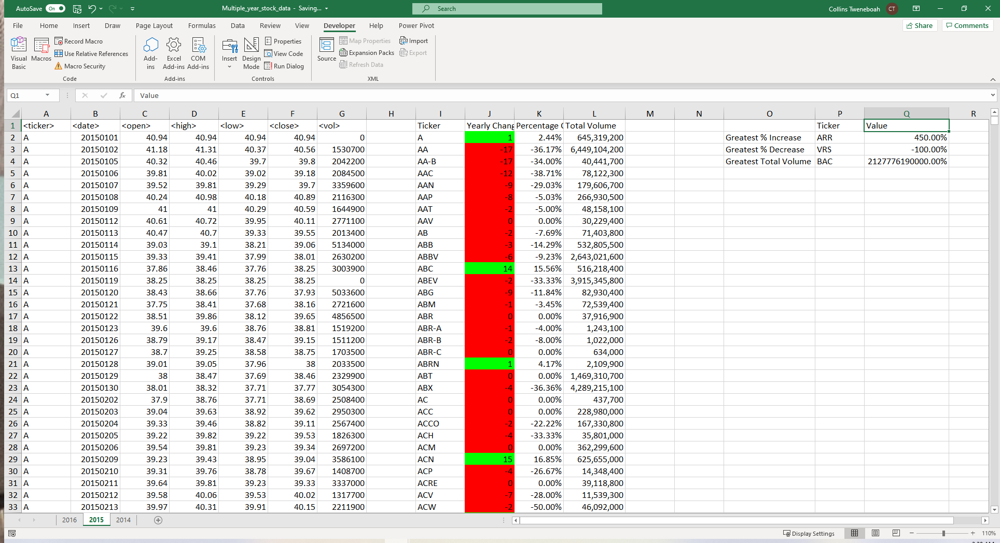 AutoSave On Multiple_year_stock_data - Saving... Search Collins Tweneboah CT
File Home Insert Draw Page Layout Formulas Data Review View Developer Help Power Pivot Share Comments
Visual Basic Macros Record Macro Use Relative References Macro Security Code
Add-ins Excel Add-ins COM Add-ins Add-ins
Insert Design Mode Properties View Code Run Dialog Controls
Source Map Properties Expansion Packs Refresh Data Import Export XML
Q1 fx Value
A B C D E F G H I J K L M N O P Q R
1 <ticker> <date> <open> <high> <low> <close> <vol> Ticker Yearly Chang Percentage C Total Volume Ticker Value
2 A 20150101 40.94 40.94 40.94 40.94 0 A 1 2.44% 645,319,200 Greatest % Increase ARR 450.00%
3 A 20150102 41.18 41.31 40.37 40.56 1530700 AA -17 -36.17% 6,449,104,200 Greatest % Decrease VRS -100.00%
4 A 20150105 40.32 40.46 39.7 39.8 2042200 AA-B -17 -34.00% 40,441,700 Greatest Total Volume BAC 2127776190000.00%
5 A 20150106 39.81 40.02 39.02 39.18 2084500 AAC -12 -38.71% 78,122,300
6 A 20150107 39.52 39.81 39.29 39.7 3359600 AAN -9 -29.03% 179,606,700
7 A 20150108 40.24 40.98 40.18 40.89 2116300 AAP -8 -5.03% 266,930,500
8 A 20150109 41 41 40.29 40.59 1644900 AAT -2 -5.00% 48,158,100
9 A 20150112 40.61 40.72 39.95 40.11 2771100 AAV 0 0.00% 30,229,400
10 A 20150113 40.47 40.7 39.33 39.55 2013400 AB -2 -7.69% 71,403,800
11 A 20150114 39.03 39.1 38.21 39.06 5134000 ABB -3 -14.29% 532,805,500
12 A 20150115 39.33 39.41 37.99 38.01 2630200 ABBV -6 -9.23% 2,643,021,600
13 A 20150116 37.86 38.46 37.76 38.25 3003900 ABC 14 15.56% 516,218,400
14 A 20150119 38.25 38.25 38.25 38.25 0 ABEV -2 -33.33% 3,915,345,800
15 A 20150120 38.43 38.66 37.76 37.93 5033600 ABG -9 -11.84% 82,930,400
16 A 20150121 37.75 38.41 37.68 38.16 2721600 ABM -1 -3.45% 72,539,400
17 A 20150122 38.51 39.86 38.12 39.65 4856500 ABR 0 0.00% 37,916,900
18 A 20150123 39.6 39.6 38.76 38.81 1519200 ABR-A -1 -4.00% 1,243,100
19 A 20150126 38.79 39.17 38.47 39.15 1511200 ABR-B -2 -8.00% 1,022,000
20 A 20150127 38.7 39.25 38.58 38.75 1703500 ABR-C 0 0.00% 634,000
21 A 20150128 39.01 39.05 37.96 38 2033500 ABRN 1 4.17% 2,109,900
22 A 20150129 38 38.47 37.69 38.46 2329900 ABT 0 0.00% 1,469,310,700
23 A 20150130 38.01 38.32 37.71 37.77 3054300 ABX -4 -36.36% 4,289,215,100
24 A 20150202 37.9 38.76 37.71 38.69 2508400 AC 0 0.00% 437,700
25 A 20150203 39.04 39.63 38.92 39.62 2950300 ACC 0 0.00% 228,980,000
26 A 20150204 39.33 39.46 38.82 39.11 2567400 ACCO -2 -22.22% 167,330,800
27 A 20150205 39.22 39.82 39.22 39.53 1826300 ACH -4 -33.33% 35,801,000
28 A 20150206 39.54 39.81 39.23 39.34 2697200 ACM 0 0.00% 362,299,600
29 A 20150209 39.23 39.43 38.95 39.04 3586100 ACN 15 16.85% 625,655,000
30 A 20150210 39.31 39.76 38.78 39.67 1408700 ACP -4 -26.67% 14,348,400
31 A 20150211 39.64 39.81 39.23 39.33 3337000 ACRE 0 0.00% 39,118,800
32 A 20150212 39.58 40.06 39.53 40.02 1317700 ACV -7 -28.00% 11,539,300
33 A 20150213 39.97 40.31 39.91 40.15 2211900 ACW -2 -50.00% 46,092,000
2016 2015 2014
Display Settings 110%